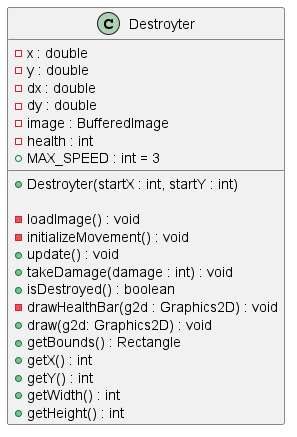 C Destroyter
x : double
y : double
dx : double
dy : double
image : BufferedImage
health : int
MAX_SPEED : int = 3
Destroyter(startX : int, startY : int)
loadImage() : void
initializeMovement() : void
update() : void
takeDamage(damage : int) : void
isDestroyed() : boolean
drawHealthBar(g2d : Graphics2D) : void
draw(g2d: Graphics2D) : void
getBounds() : Rectangle
getX() : int
getY() : int
getWidth() : int
getHeight() : int